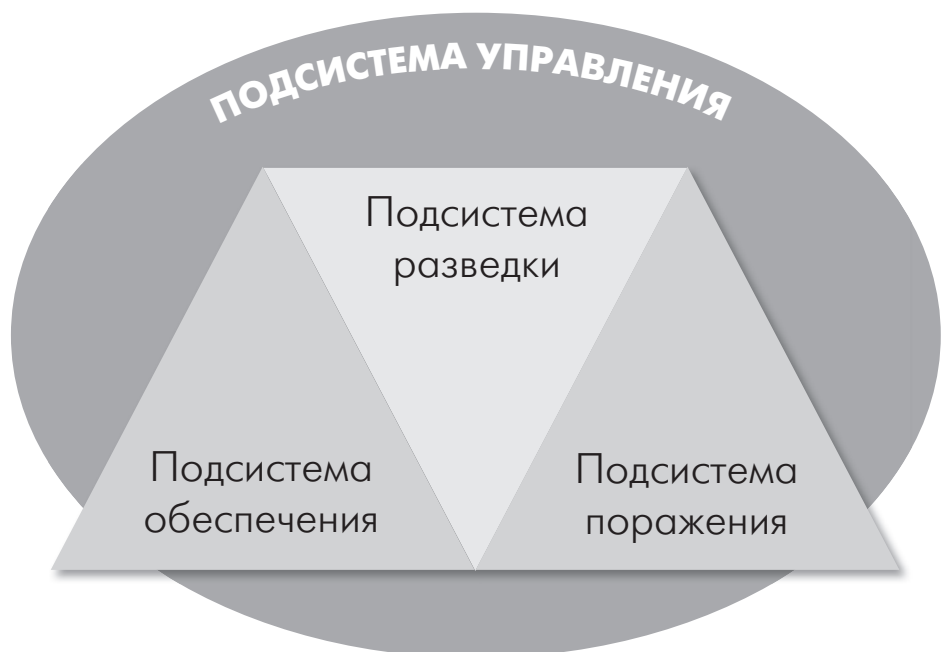 ПОДСИСТЕМА УПРАВЛЕНИЯ
Подсистема
разведки
Подсистема
обеспечения
Подсистема
поражения